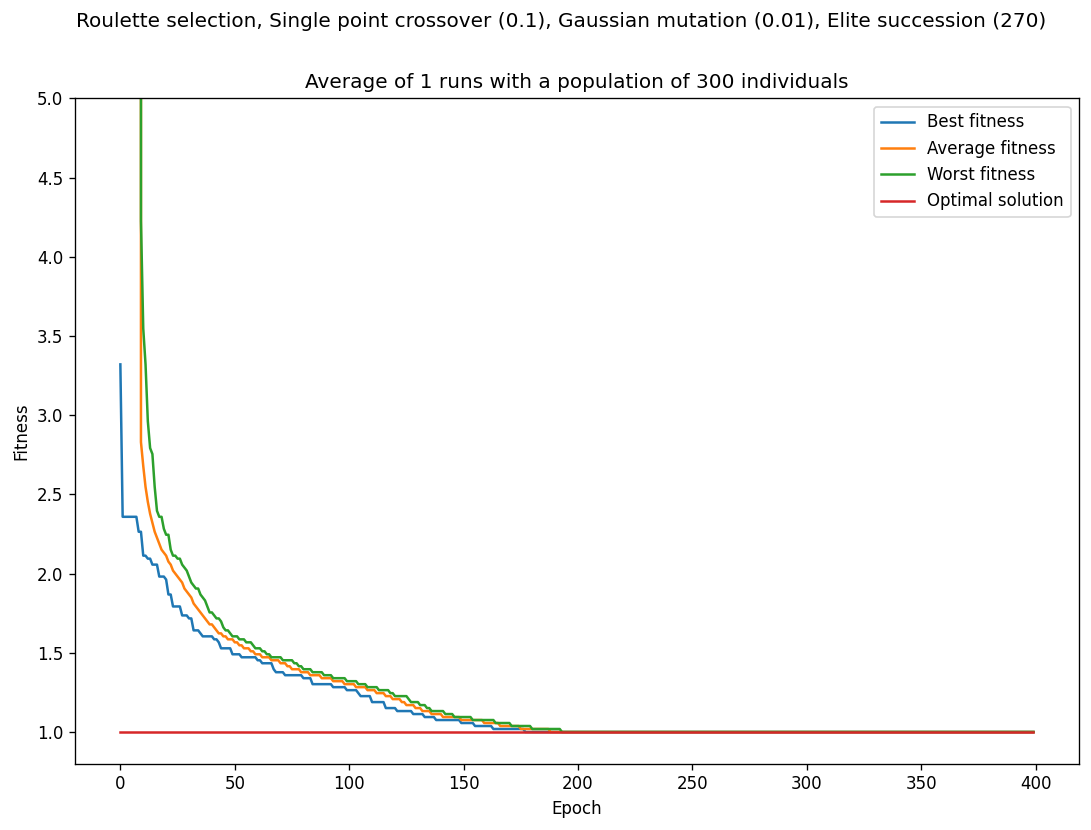 Roulette selection, Single point crossover (0.1), Gaussian mutation (0.01), Elite succession (270)
Average of 1 runs with a population of 300 individuals
Best fitness
Average fitness
Worst fitness
Optimal solution
Fitness
5.0
4.5
4.0
3.5
3.0
2.5
2.0
1.5
1.0
0
50
100
150
200
250
300
350
400
Epoch